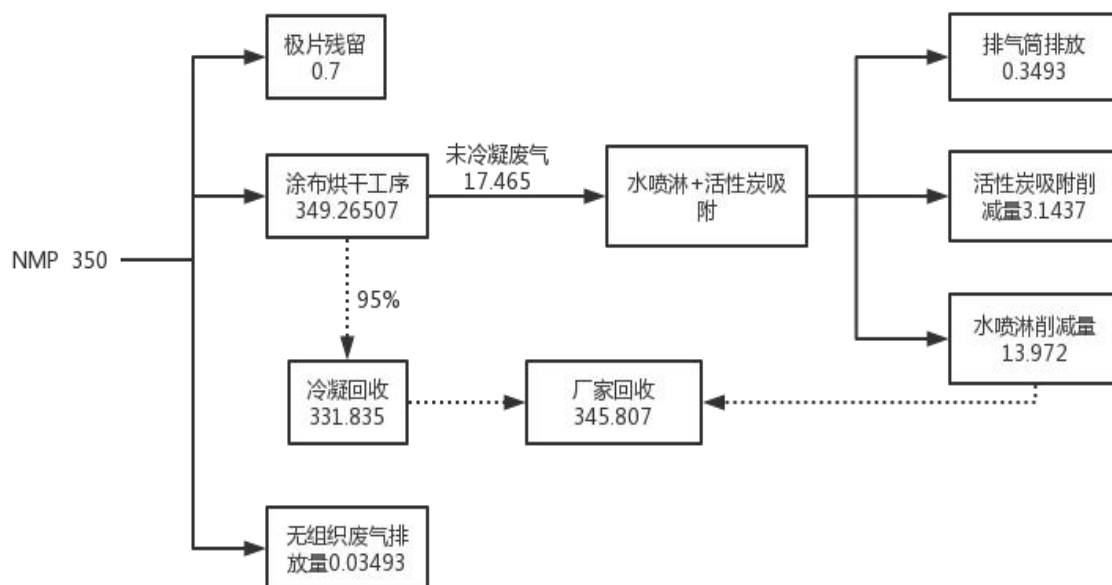 极片残留
0.7
排气筒排放
0.3493
未冷凝废气
17.465
涂布烘干工序
349.26507
水喷淋+活性炭吸
附
活性炭吸附削
减量3.1437
NMP 350
95%
水喷淋削减量
13.972
冷凝回收
331.835
厂家回收
345.807
无组织废气排
放量0.03493